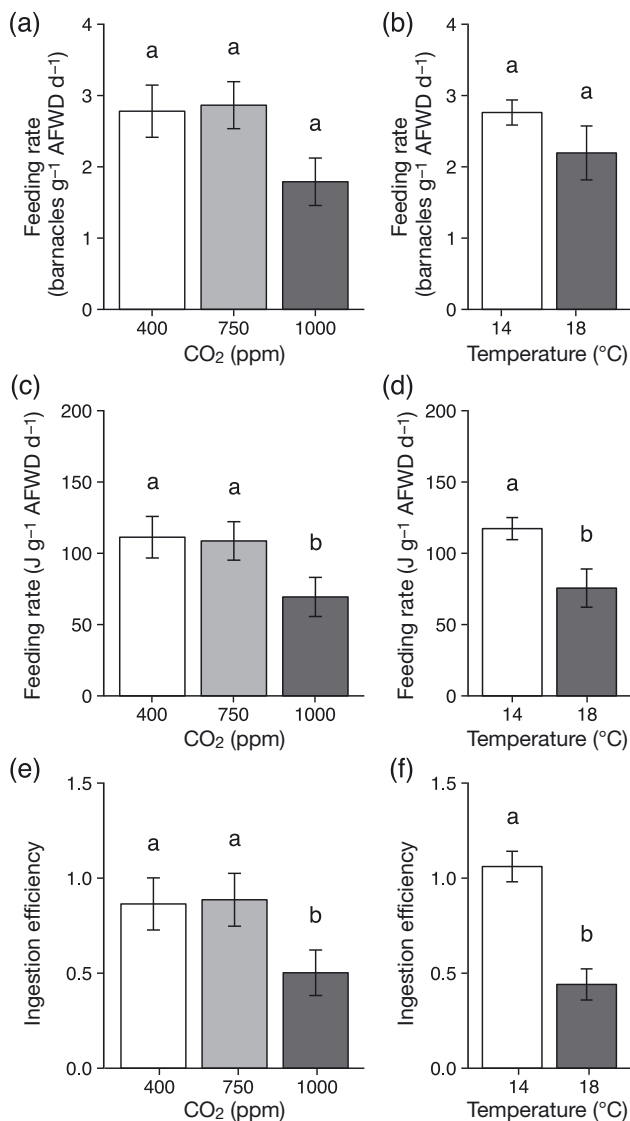 (a)
Feeding rate
(barnacles g⁻¹ AFWD d⁻¹)
4
3
2
1
0
a
a
a
400
750
1000
CO₂ (ppm)
(b)
Feeding rate
(barnacles g⁻¹ AFWD d⁻¹)
4
3
2
1
0
a
a
14
18
Temperature (°C)
(c)
Feeding rate (J g⁻¹ AFWD d⁻¹)
200
150
100
50
0
a
a
b
400
750
1000
CO₂ (ppm)
(d)
Feeding rate (J g⁻¹ AFWD d⁻¹)
200
150
100
50
0
a
b
14
18
Temperature (°C)
(e)
Ingestion efficiency
1.5
1.0
0.5
0.0
a
a
b
400
750
1000
CO₂ (ppm)
(f)
Ingestion efficiency
1.5
1.0
0.5
0.0
a
b
14
18
Temperature (°C)